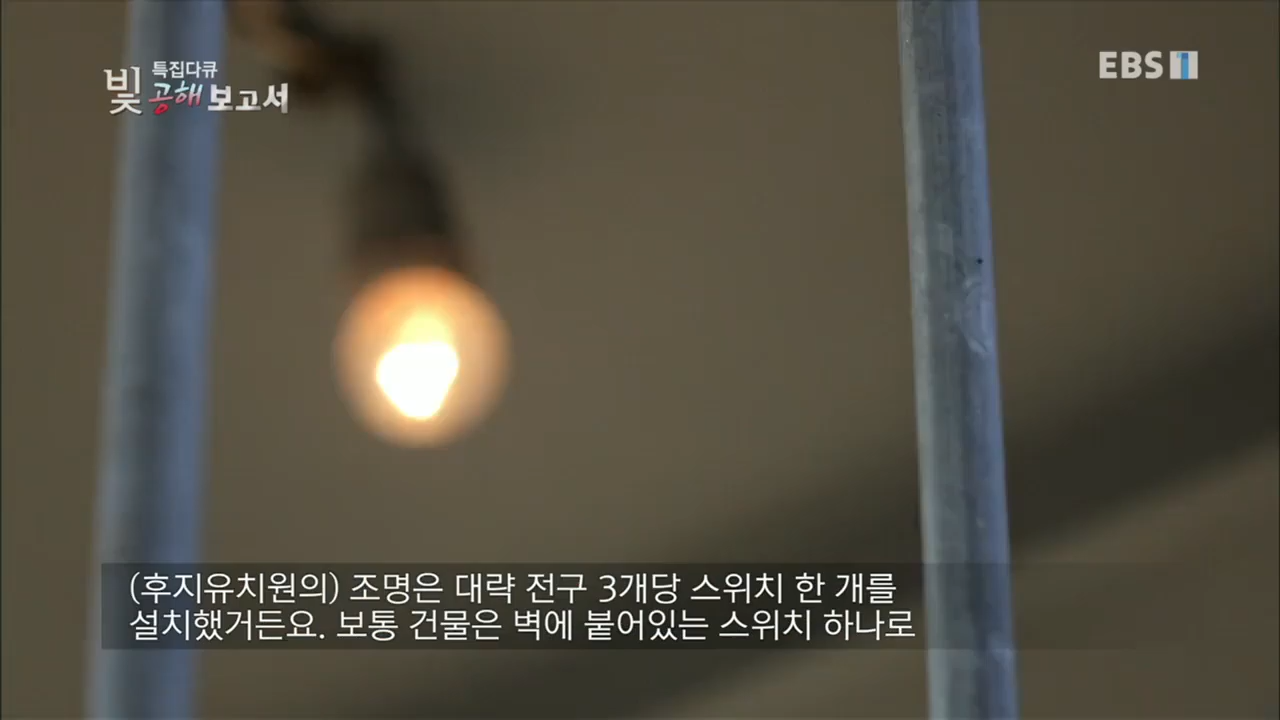 특집다큐
빛 공해 보고서
EBS 1
(후지유치원의) 조명은 대략 전구 3개당 스위치 한 개를
설치했거든요. 보통 건물은 벽에 붙어있는 스위치 하나로